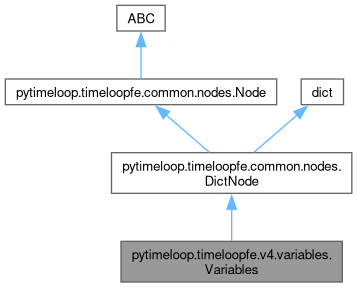 ABC
pytimeloop.timeloopfe.common.nodes.Node
dict
pytimeloop.timeloopfe.common.nodes.
DictNode
pytimeloop.timeloopfe.v4.variables.
Variables